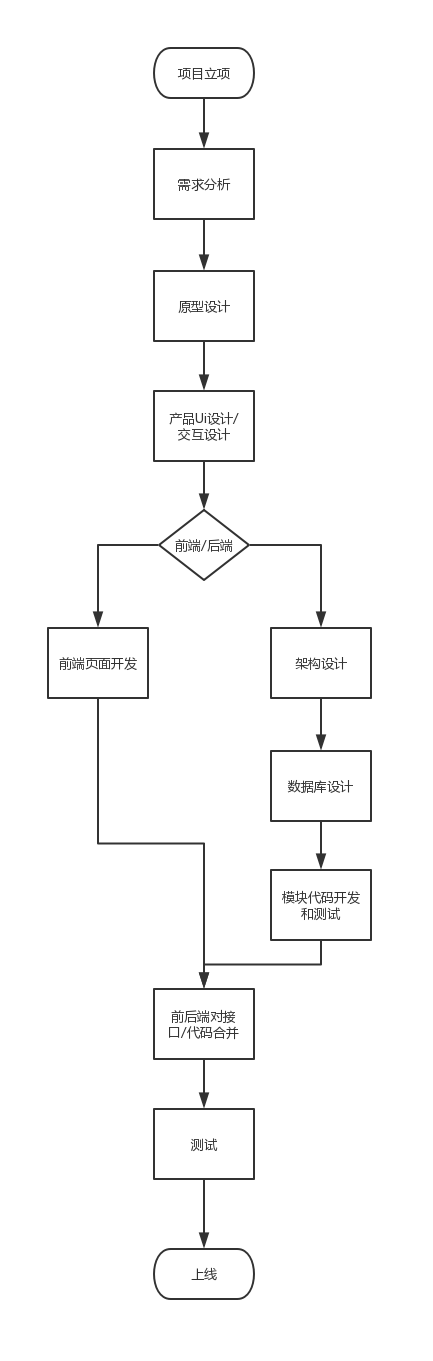 项目立项
需求分析
原型设计
产品Ui设计/
交互设计
前端/后端
前端页面开发
架构设计
数据库设计
模块代码开发
和测试
前后端对接
口/代码合并
测试
上线